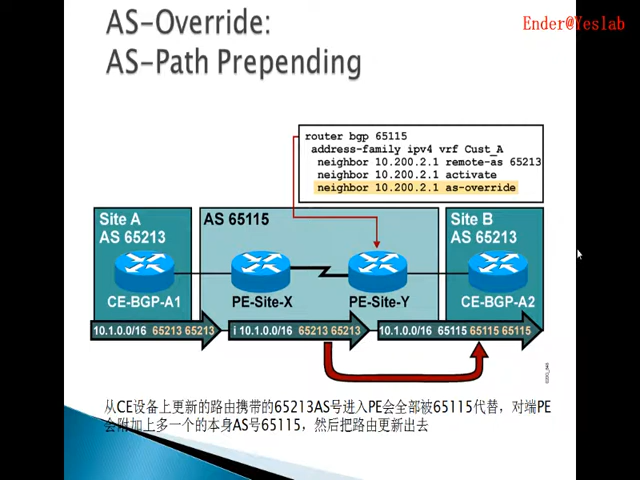 AS-Override:
Ender@Yeslab
AS-Path Prepending
router bgp 65115
address-family ipv4 vrf Cust_A
neighbor 10.200.2.1 remote-as 65213
neighbor 10.200.2.1 activate
neighbor 10.200.2.1 as-override
Site A
AS 65213
AS 65115
Site B
AS 65213
CE-BGP-A1
PE-Site-X
PE-Site-Y
CE-BGP-A2
10.1.0.0/16 65213 65213
i 10.1.0.0/16 65213 65213
10.1.0.0/16 65115 65115 65115
从CE设备上更新的路由携带的65213AS号进入PE会全部被65115代替，对端PE
会附加上多一个的本身AS号65115，然后把路由更新出去